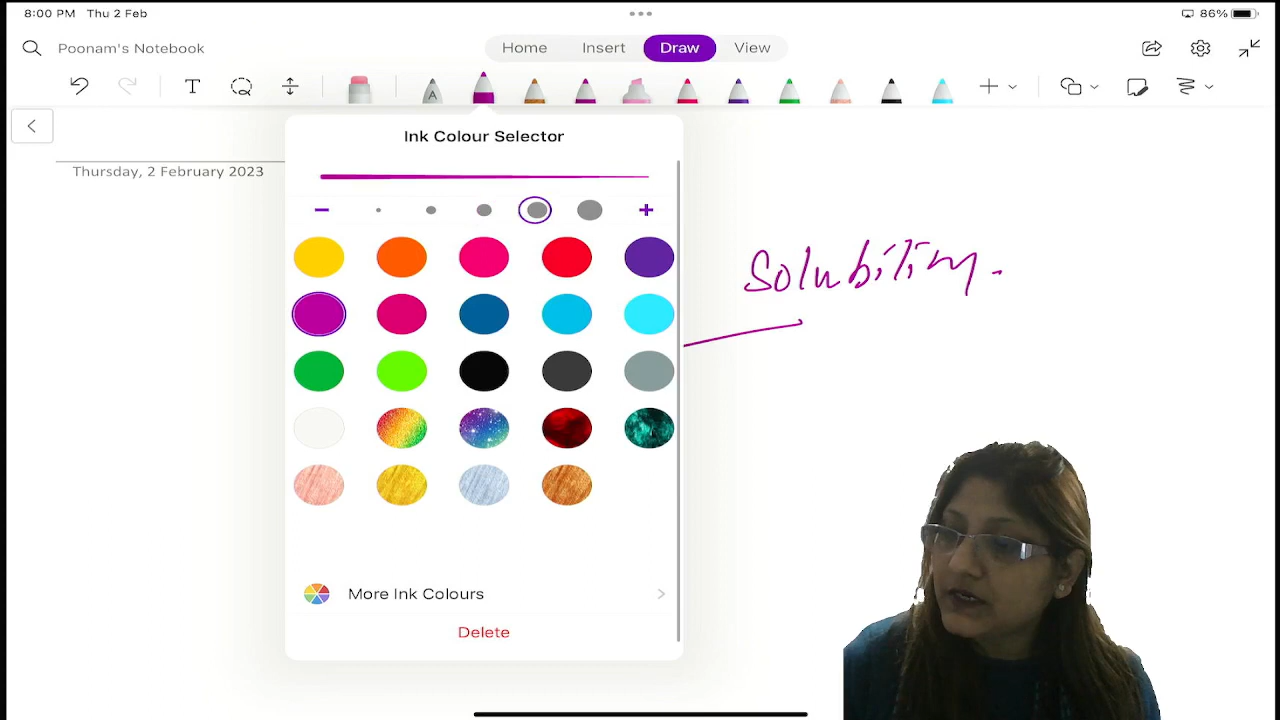 8:00 PM Thu 2 Feb
86%
Poonam's Notebook
Home Insert Draw View
T
A
Thursday, 2 February 2023
Ink Colour Selector
Solubility.
More Ink Colours
Delete